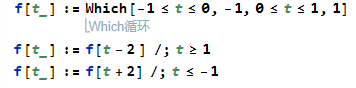 f[t_] := Which[-1 ≤ t ≤ 0, -1, 0 ≤ t ≤ 1, 1]
Which循环
f[t_] := f[t - 2] /; t ≥ 1
f[t_] := f[t + 2] /; t ≤ -1